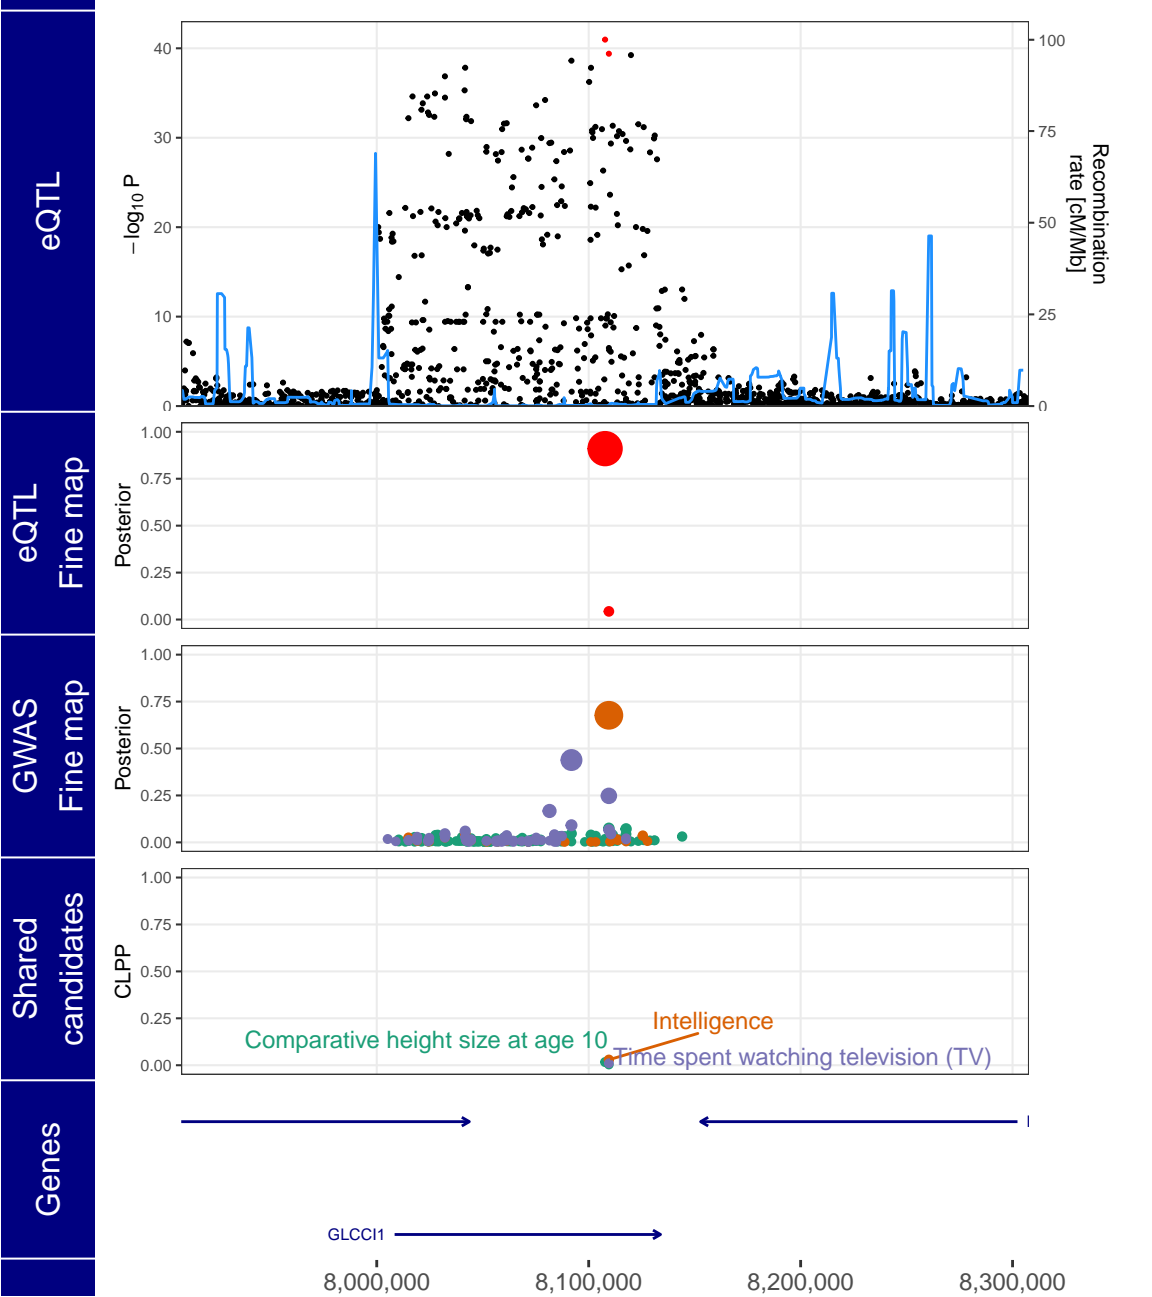 eQTL
− log10 P
40
30
20
10
0
100
75
50
25
0
Recombination
rate [cM/Mb]
eQTL
Fine map
Posterior
1.00
0.75
0.50
0.25
0.00
GWAS
Fine map
Posterior
1.00
0.75
0.50
0.25
0.00
Shared
candidates
CLPP
1.00
0.75
0.50
0.25
0.00
Intelligence
Comparative height size at age 10
Time spent watching television (TV)
Genes
GLCCI1
8,000,000
8,100,000
8,200,000
8,300,000